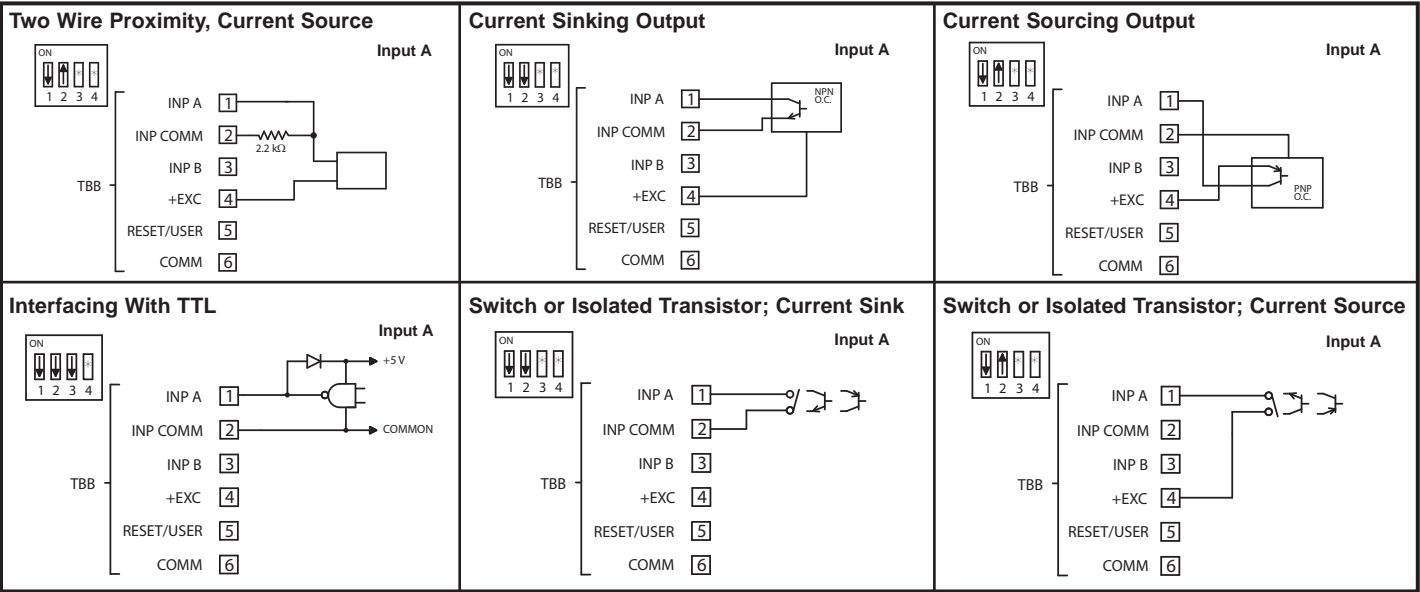 Two Wire Proximity, Current Source
Input A
ON
* *
1 2 3 4
INP A 1
INP COMM 2
2.2 kΩ
INP B 3
TBB
+EXC 4
RESET/USER 5
COMM 6
Current Sinking Output
Input A
ON
* *
1 2 3 4
NPN
O.C.
INP A 1
INP COMM 2
INP B 3
TBB
+EXC 4
RESET/USER 5
COMM 6
Current Sourcing Output
Input A
ON
* *
1 2 3 4
INP A 1
INP COMM 2
INP B 3
TBB
+EXC 4
PNP
O.C.
RESET/USER 5
COMM 6
Interfacing With TTL
Input A
ON
*
1 2 3 4
+5 V
INP A 1
INP COMM 2
COMMON
INP B 3
TBB
+EXC 4
RESET/USER 5
COMM 6
Switch or Isolated Transistor; Current Sink
Input A
ON
* *
1 2 3 4
INP A 1
INP COMM 2
INP B 3
TBB
+EXC 4
RESET/USER 5
COMM 6
Switch or Isolated Transistor; Current Source
Input A
ON
* *
1 2 3 4
INP A 1
INP COMM 2
INP B 3
TBB
+EXC 4
RESET/USER 5
COMM 6